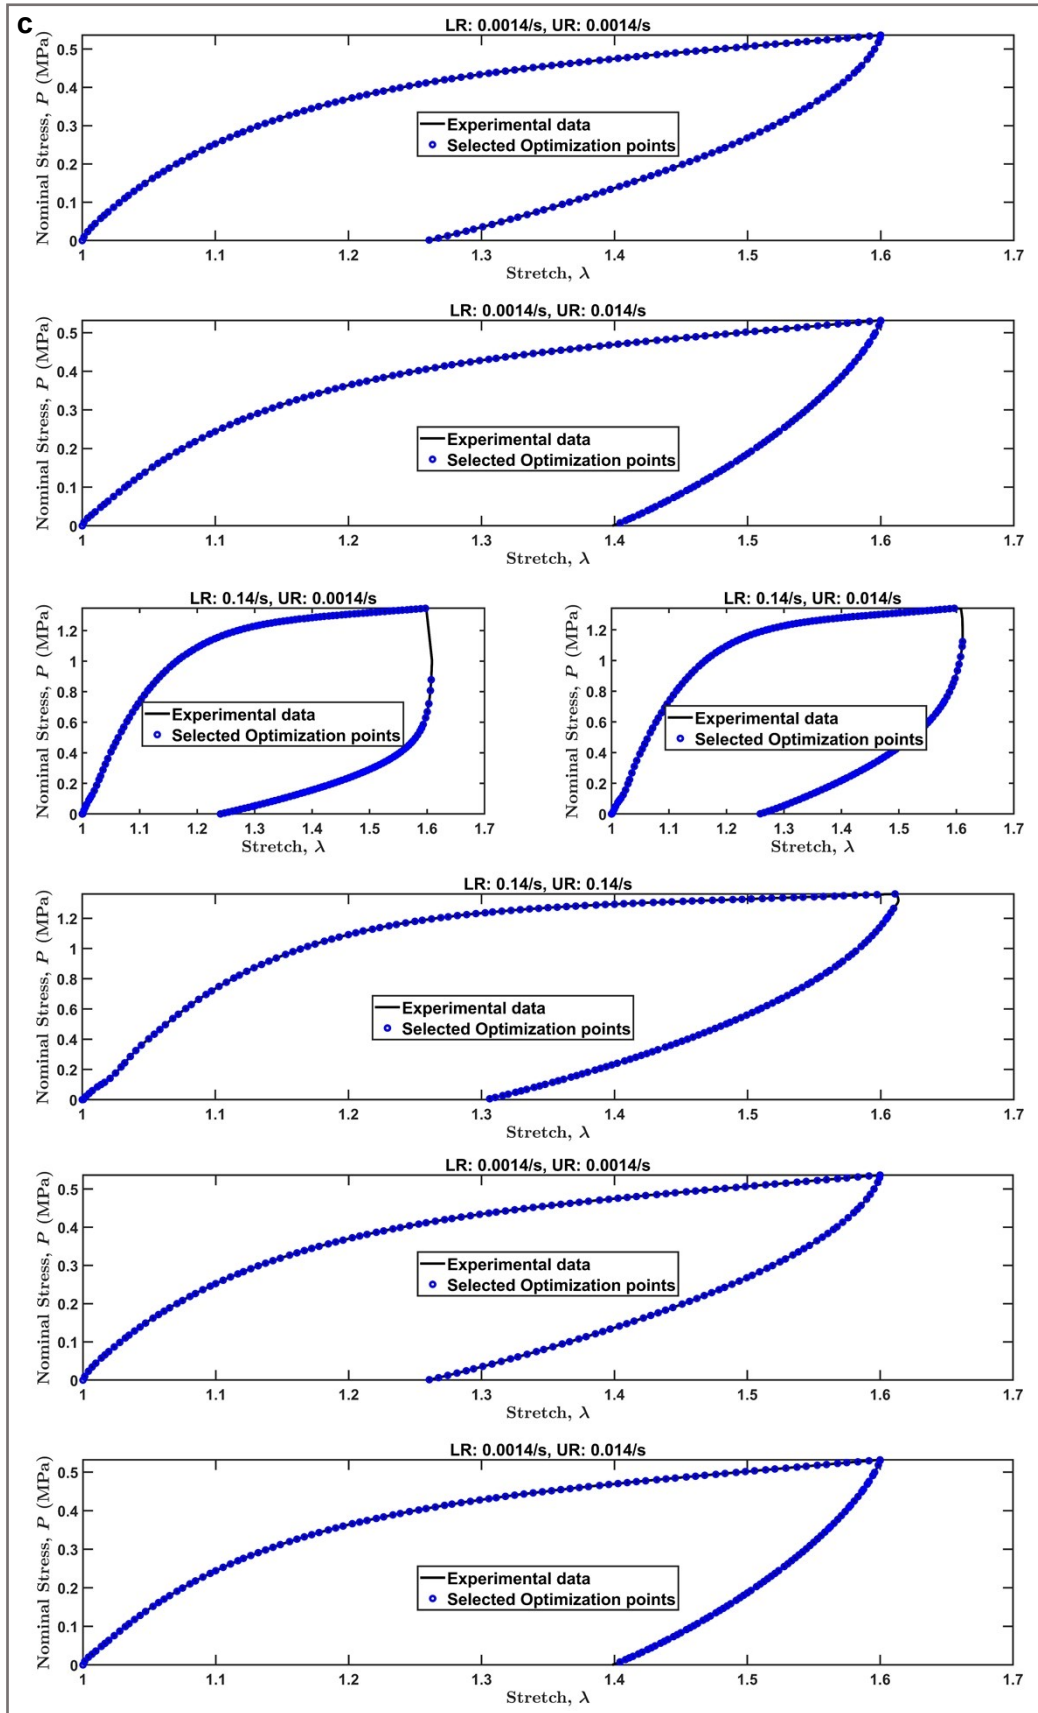 c
LR: 0.0014/s, UR: 0.0014/s
Nominal Stress, P (MPa)
0.5
0.4
0.3
0.2
0.1
0
Experimental data
Selected Optimization points
1 1.1 1.2 1.3 1.4 1.5 1.6 1.7
Stretch, λ
LR: 0.0014/s, UR: 0.014/s
Nominal Stress, P (MPa)
0.5
0.4
0.3
0.2
0.1
0
Experimental data
Selected Optimization points
1 1.1 1.2 1.3 1.4 1.5 1.6 1.7
Stretch, λ
LR: 0.14/s, UR: 0.0014/s
Nominal Stress, P (MPa)
1.2
1
0.8
0.6
0.4
0.2
0
Experimental data
Selected Optimization points
1 1.1 1.2 1.3 1.4 1.5 1.6 1.7
Stretch, λ
LR: 0.14/s, UR: 0.014/s
Nominal Stress, P (MPa)
1.2
1
0.8
0.6
0.4
0.2
0
Experimental data
Selected Optimization points
1 1.1 1.2 1.3 1.4 1.5 1.6 1.7
Stretch, λ
LR: 0.14/s, UR: 0.14/s
Nominal Stress, P (MPa)
1.2
1
0.8
0.6
0.4
0.2
0
Experimental data
Selected Optimization points
1 1.1 1.2 1.3 1.4 1.5 1.6 1.7
Stretch, λ
LR: 0.0014/s, UR: 0.0014/s
Nominal Stress, P (MPa)
0.5
0.4
0.3
0.2
0.1
0
Experimental data
Selected Optimization points
1 1.1 1.2 1.3 1.4 1.5 1.6 1.7
Stretch, λ
LR: 0.0014/s, UR: 0.014/s
Nominal Stress, P (MPa)
0.5
0.4
0.3
0.2
0.1
0
Experimental data
Selected Optimization points
1 1.1 1.2 1.3 1.4 1.5 1.6 1.7
Stretch, λ